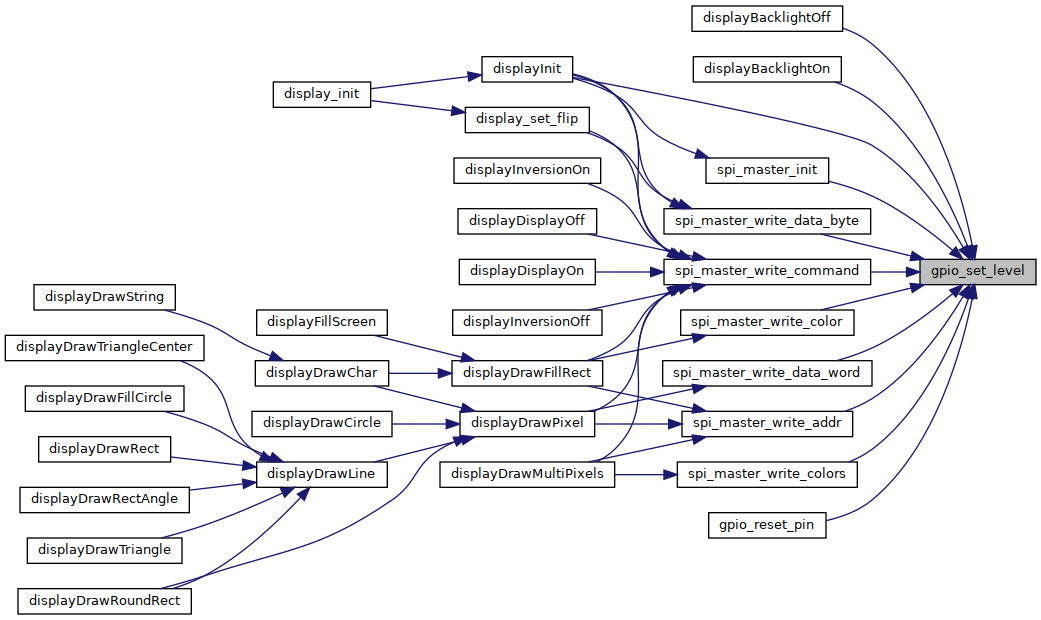 displayBacklightOff
displayInit
displayBacklightOn
display_init
display_set_flip
displayInversionOn
spi_master_init
displayDisplayOff
spi_master_write_data_byte
displayDisplayOn
spi_master_write_command
gpio_set_level
displayDrawString
displayFillScreen
displayInversionOff
spi_master_write_color
displayDrawTriangleCenter
displayDrawChar
displayDrawFillRect
spi_master_write_data_word
displayDrawFillCircle
displayDrawCircle
displayDrawPixel
spi_master_write_addr
displayDrawRect
displayDrawLine
displayDrawMultiPixels
spi_master_write_colors
displayDrawRectAngle
gpio_reset_pin
displayDrawTriangle
displayDrawRoundRect